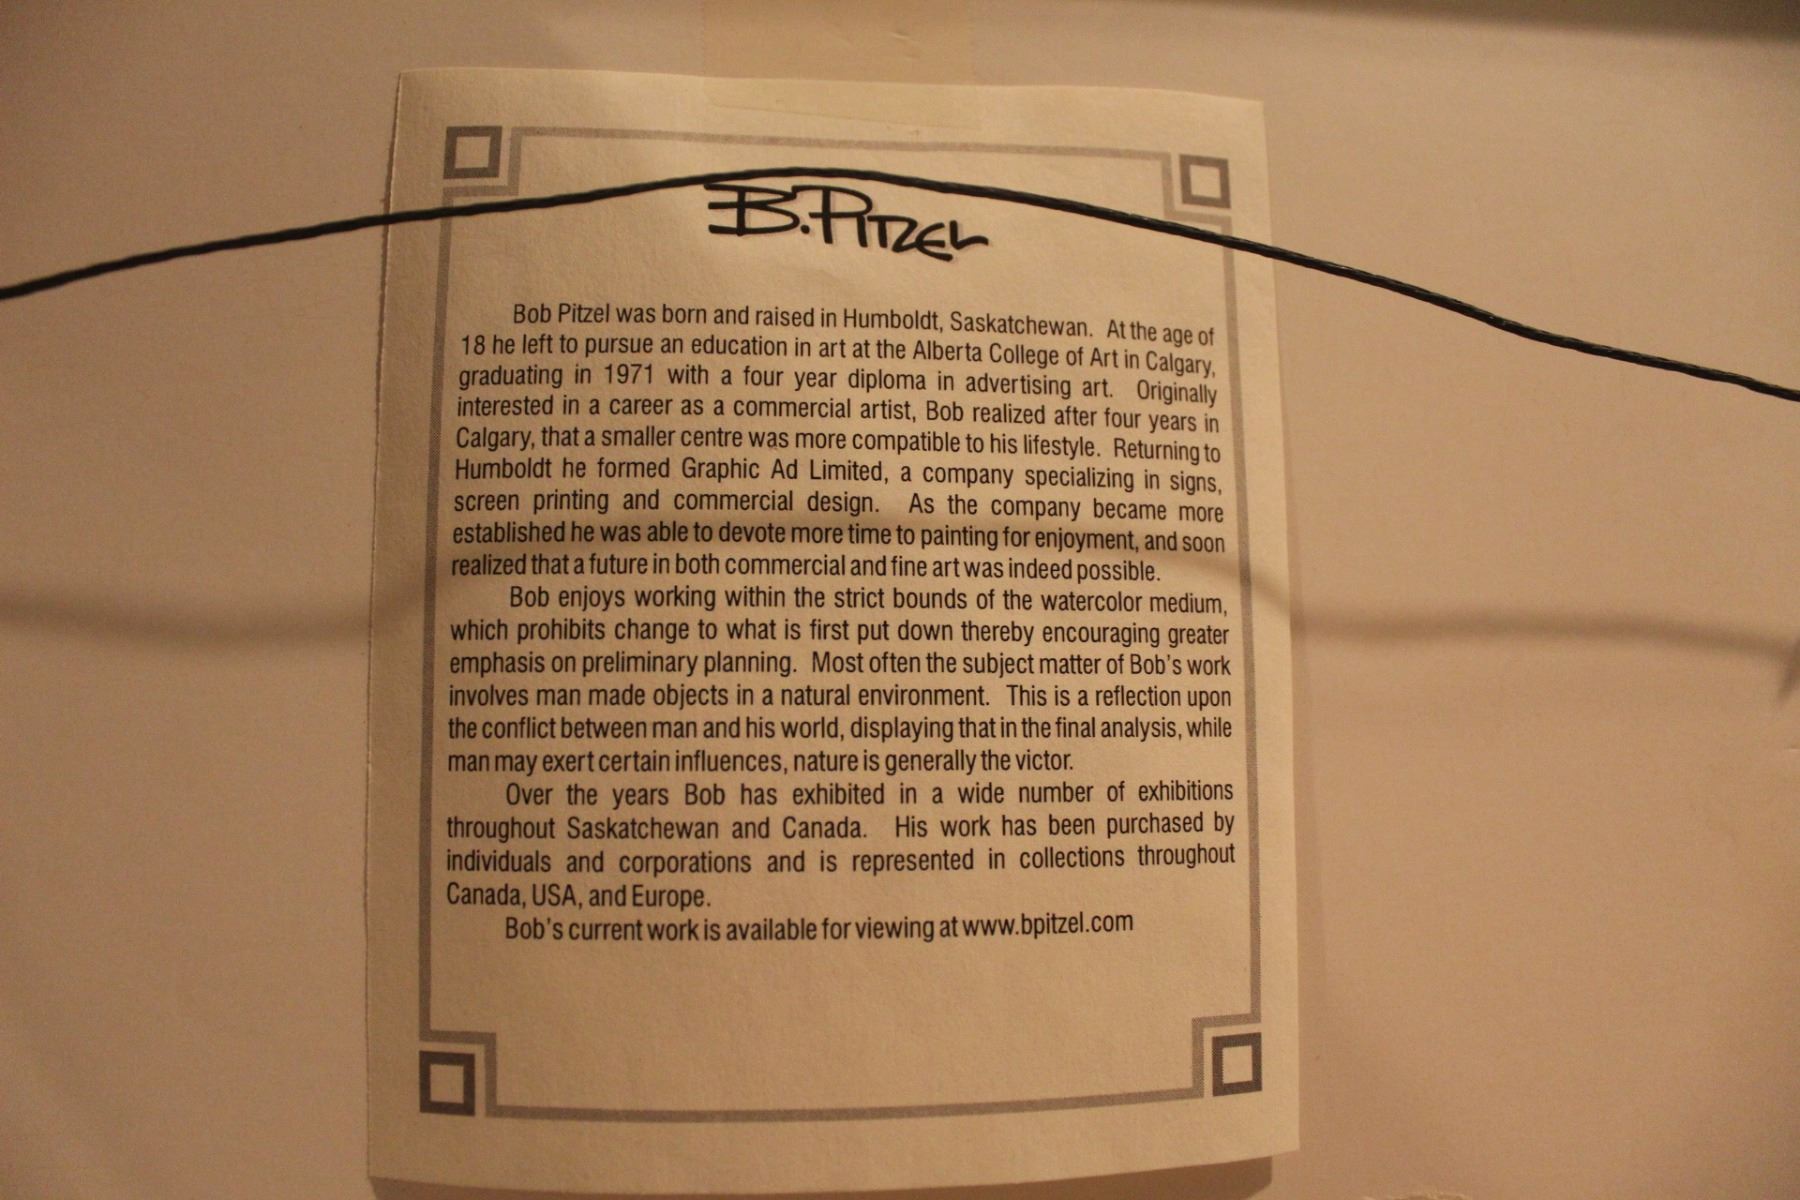 B. Pitzel
Bob Pitzel was born and raised in Humboldt, Saskatchewan. At the age of
18 he left to pursue an education in art at the Alberta College of Art in Calgary,
graduating in 1971 with a four year diploma in advertising art. Originally
interested in a career as a commercial artist, Bob realized after four years in
Calgary, that a smaller centre was more compatible to his lifestyle. Returning to
Humboldt he formed Graphic Ad Limited, a company specializing in signs,
screen printing and commercial design. As the company became more
established he was able to devote more time to painting for enjoyment, and soon
realized that a future in both commercial and fine art was indeed possible.
Bob enjoys working within the strict bounds of the watercolor medium,
which prohibits change to what is first put down thereby encouraging greater
emphasis on preliminary planning. Most often the subject matter of Bob's work
involves man made objects in a natural environment. This is a reflection upon
the conflict between man and his world, displaying that in the final analysis, while
man may exert certain influences, nature is generally the victor.
Over the years Bob has exhibited in a wide number of exhibitions
throughout Saskatchewan and Canada. His work has been purchased by
individuals and corporations and is represented in collections throughout
Canada, USA, and Europe.
Bob's current work is available for viewing at www.bpitzel.com